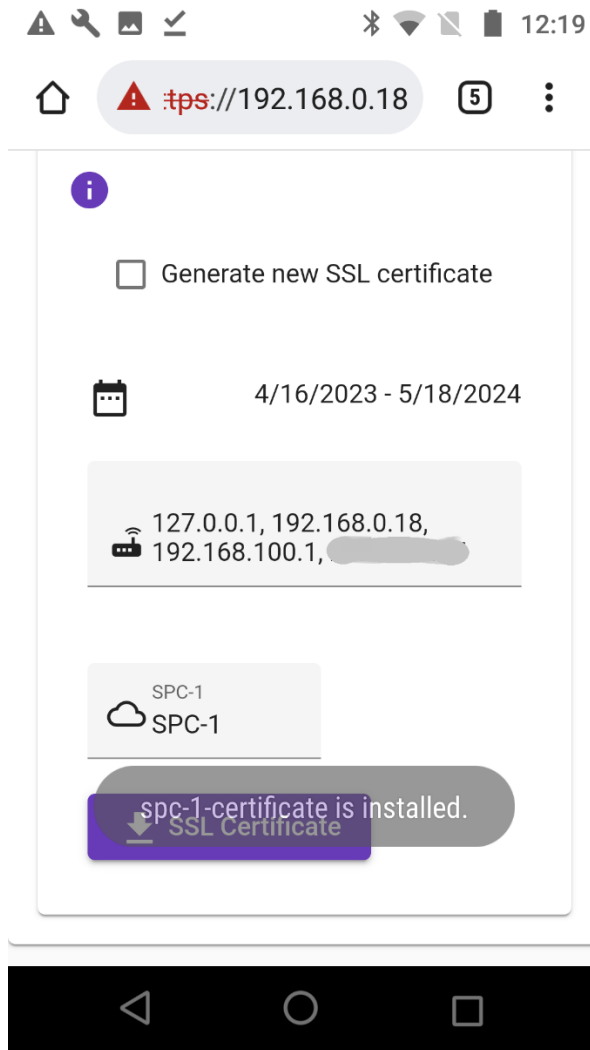 12:19
tps://192.168.0.18
5
Generate new SSL certificate
4/16/2023 - 5/18/2024
127.0.0.1, 192.168.0.18,
192.168.100.1,
SPC-1
SPC-1
spc-1-certificate is installed.
SSL Certificate